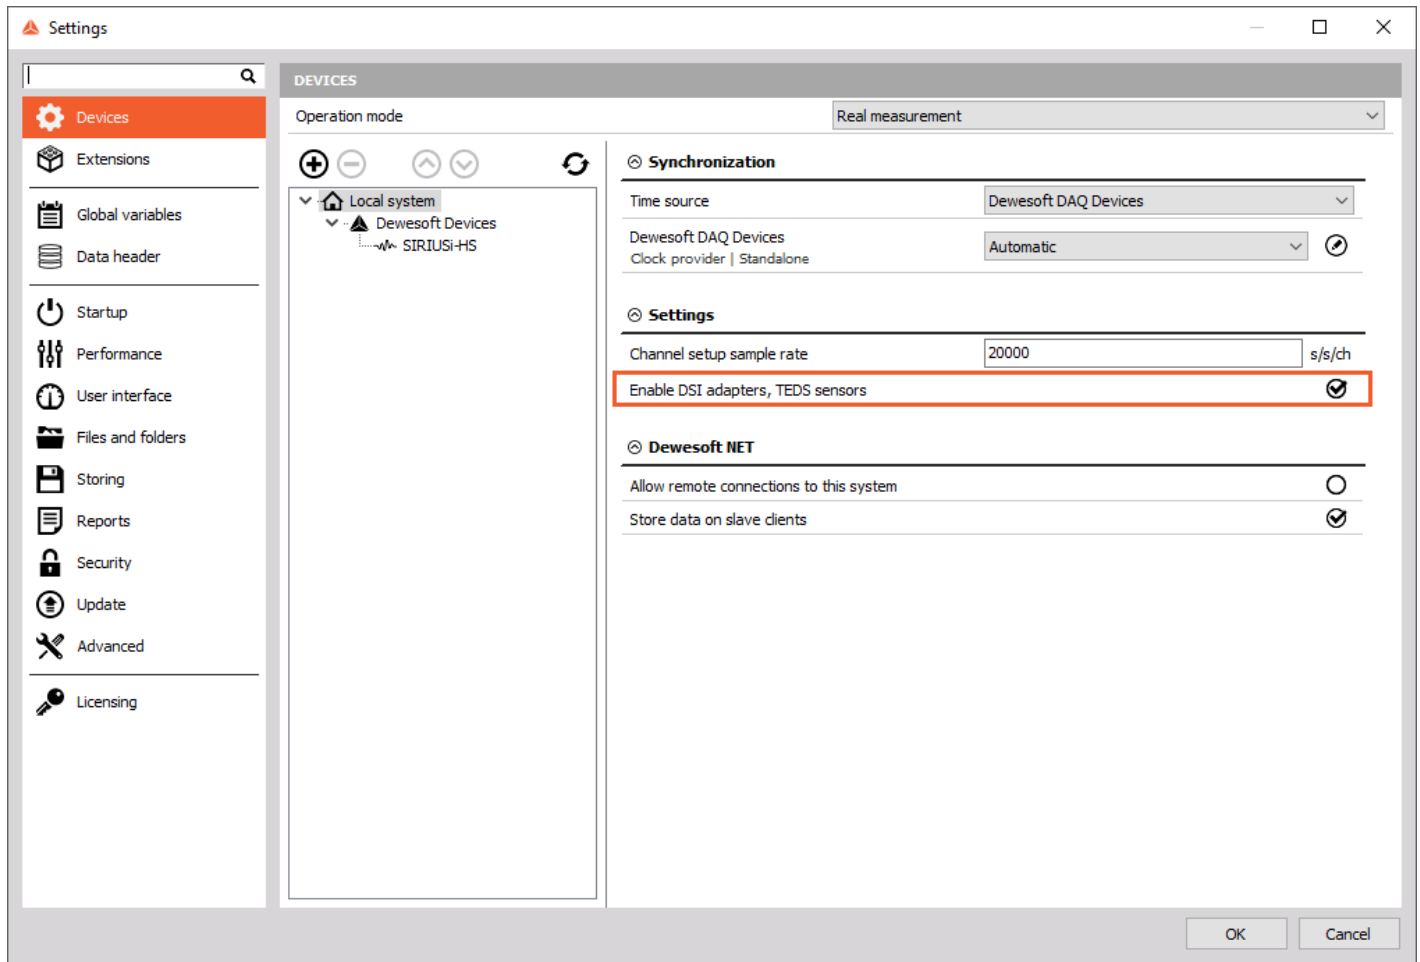 Settings
DEVICES
Devices
Operation mode
Real measurement
Extensions
Synchronization
Local system
Time source
Dewesoft DAQ Devices
Global variables
Dewesoft Devices
Dewesoft DAQ Devices
Automatic
SIRIUSi-HS
Clock provider | Standalone
Data header
Startup
Settings
Performance
Channel setup sample rate
20000
s/s/ch
User interface
Enable DSI adapters, TEDS sensors
Files and folders
Dewesoft NET
Storing
Allow remote connections to this system
Reports
Store data on slave clients
Security
Update
Advanced
Licensing
OK
Cancel